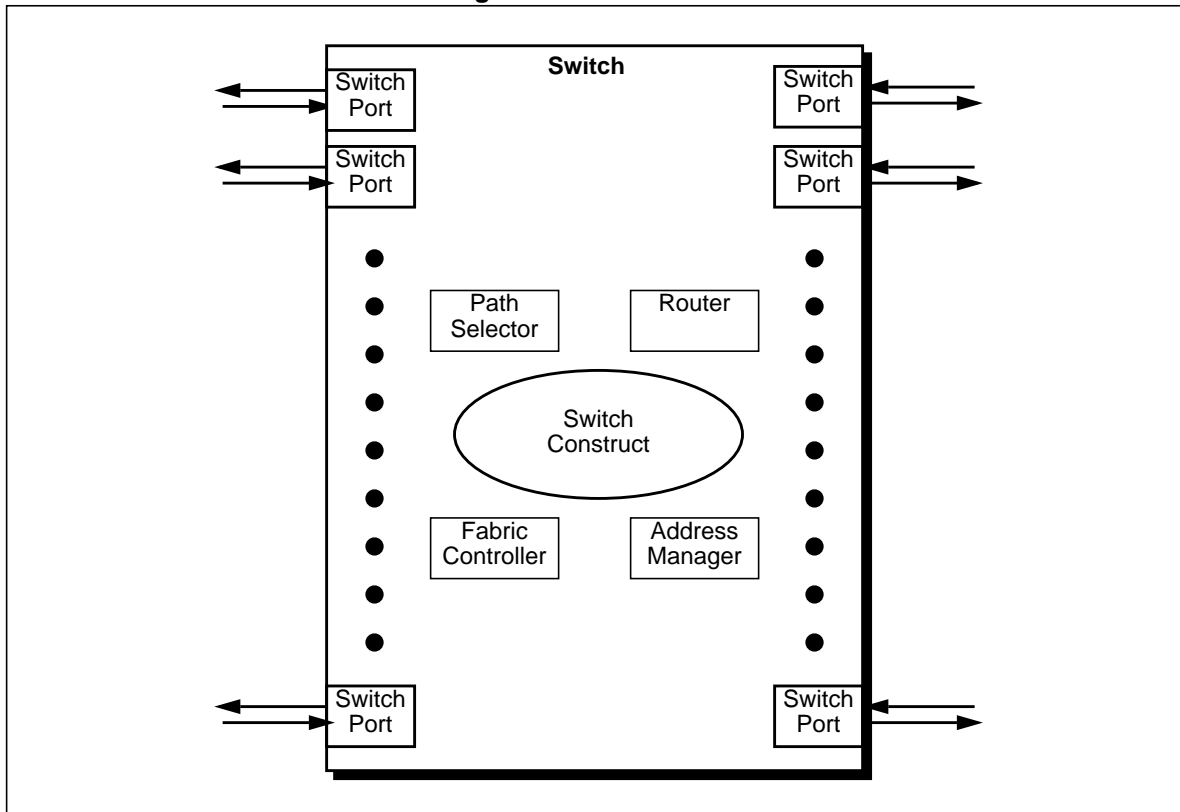 Switch
Switch
Port
Switch
Port
Switch
Port
Switch
Port
Path
Selector
Router
Switch
Construct
Fabric
Controller
Address
Manager
Switch
Port
Switch
Port